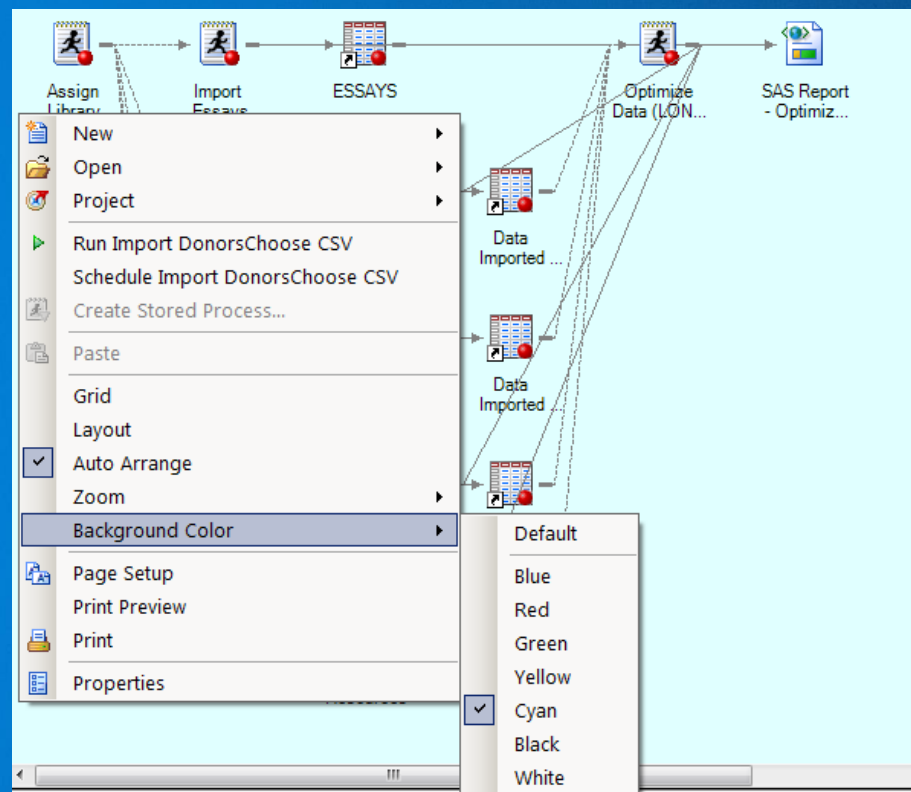 Assign
Library
Import
Essays
ESSAYS
Optimize
Data (LON...
SAS Report
- Optimiz...
New
Open
Project
Run Import DonorsChoose CSV
Schedule Import DonorsChoose CSV
Create Stored Process...
Paste
Grid
Layout
Auto Arrange
Zoom
Background Color
Page Setup
Print Preview
Print
Properties
Data
Imported ...
Data
Imported ...
Default
Blue
Red
Green
Yellow
Cyan
Black
White